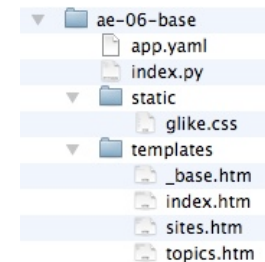 ae-06-base
app.yaml
index.py
static
glike.css
templates
_base.htm
index.htm
sites.htm
topics.htm